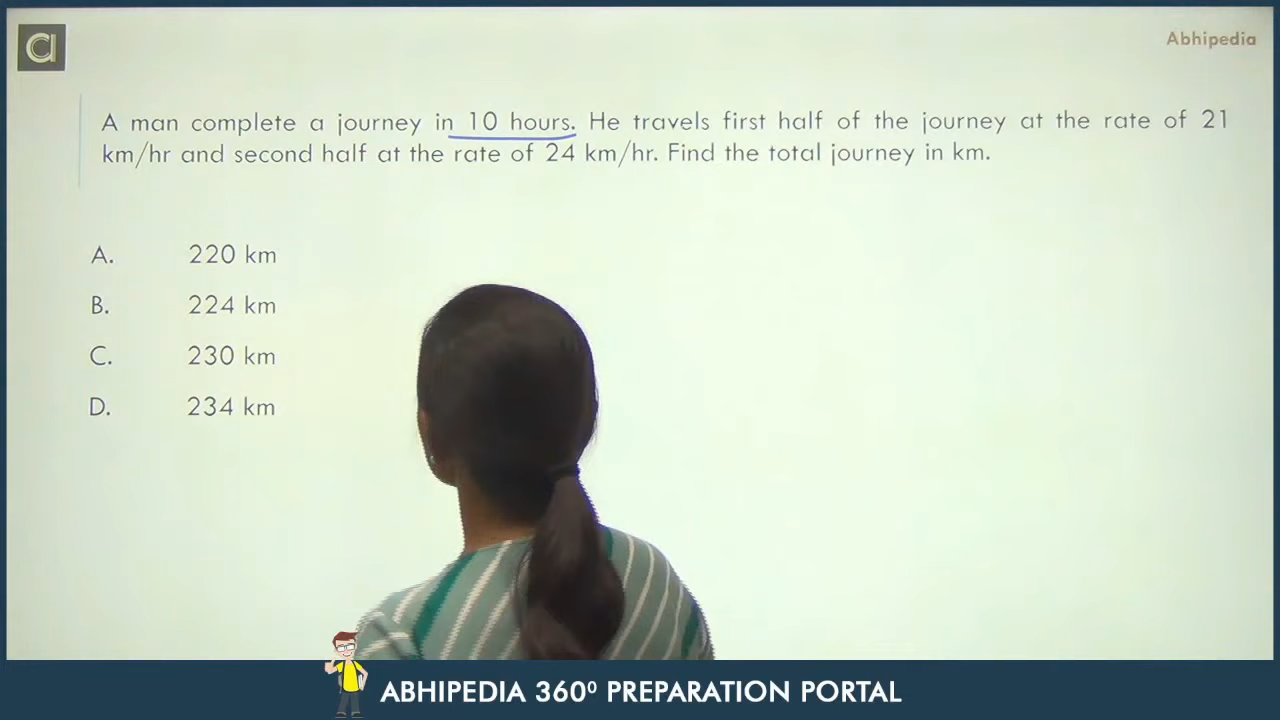 Abhipedia
A man complete a journey in 10 hours. He travels first half of the journey at the rate of 21
km/hr and second half at the rate of 24 km/hr. Find the total journey in km.
A. 220 km
B. 224 km
C. 230 km
D. 234 km
ABHIPEDIA 360⁰ PREPARATION PORTAL